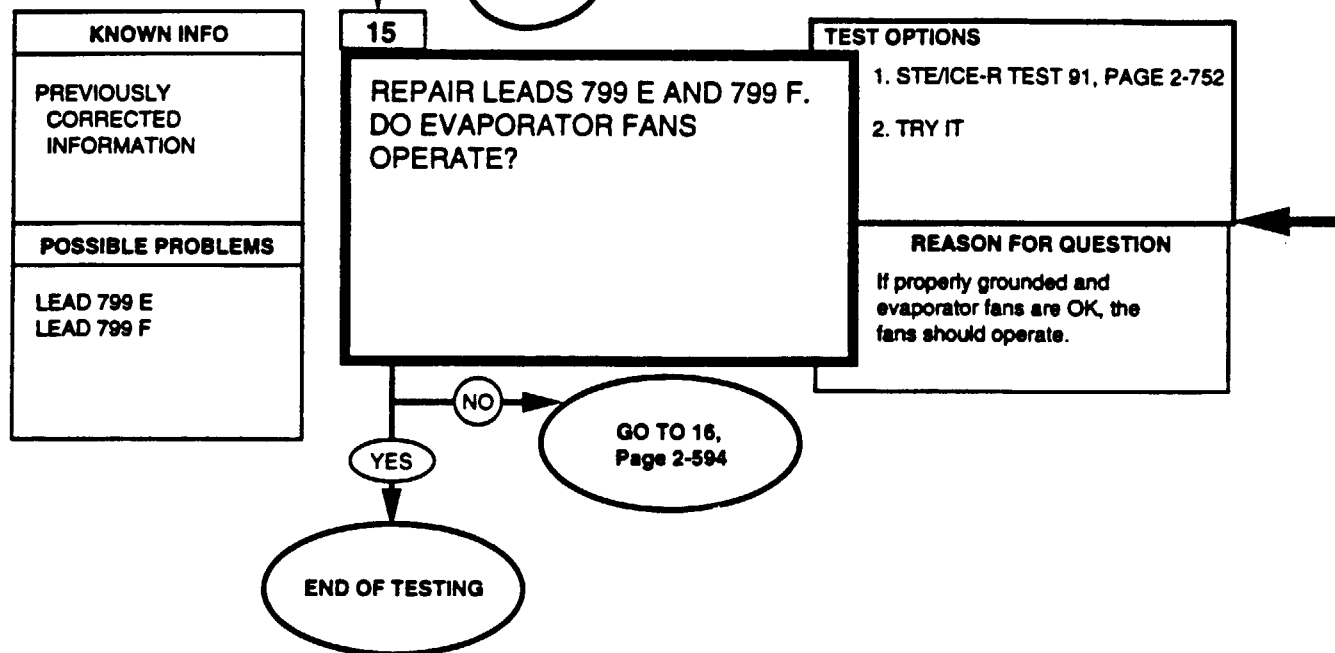 KNOWN INFO
PREVIOUSLY
CORRECTED
INFORMATION
POSSIBLE PROBLEMS
LEAD 799 E
LEAD 799 F
15
REPAIR LEADS 799 E AND 799 F.
DO EVAPORATOR FANS
OPERATE?
TEST OPTIONS
1. STE/ICE-R TEST 91, PAGE 2-752
2. TRY IT
REASON FOR QUESTION
If properly grounded and
evaporator fans are OK, the
fans should operate.
NO
GO TO 16,
Page 2-594
YES
END OF TESTING